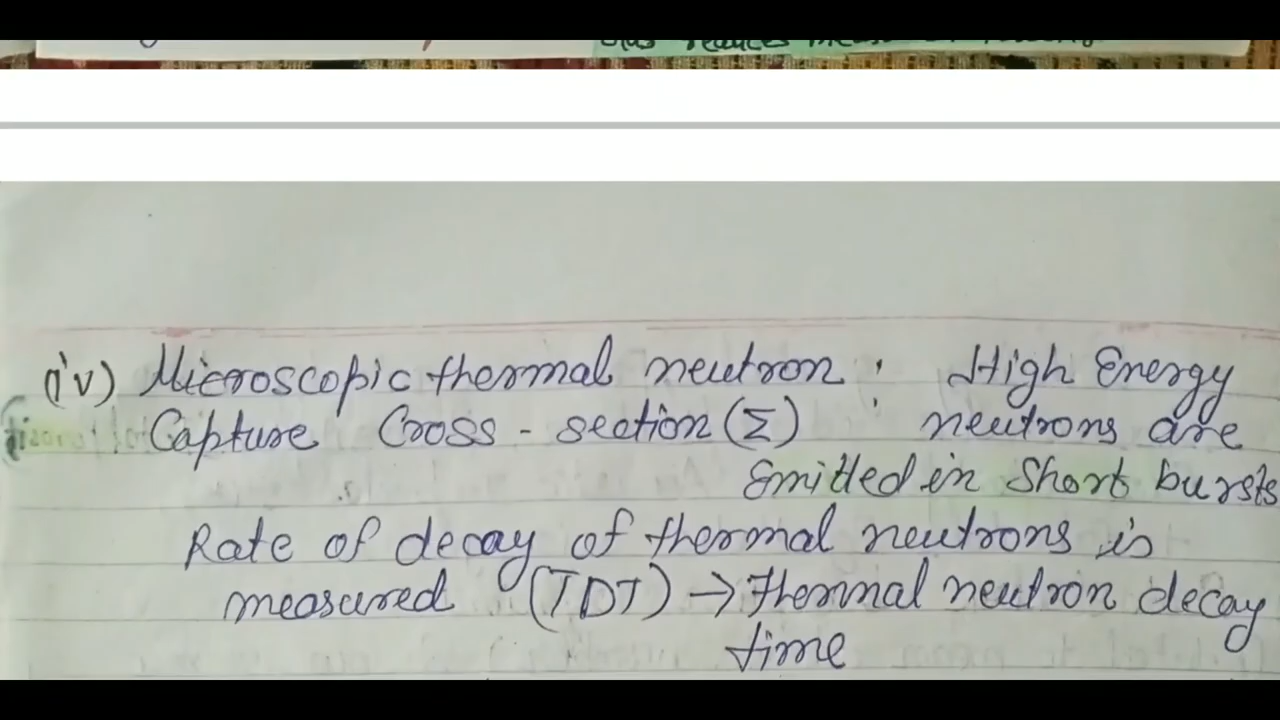 (iv) Microscopic thermal neutron : High Energy
Capture Cross - section (Σ) neutrons are
Emitted in Short bursts
Rate of decay of thermal neutrons is
measured (TDT) → thermal neutron decay
time